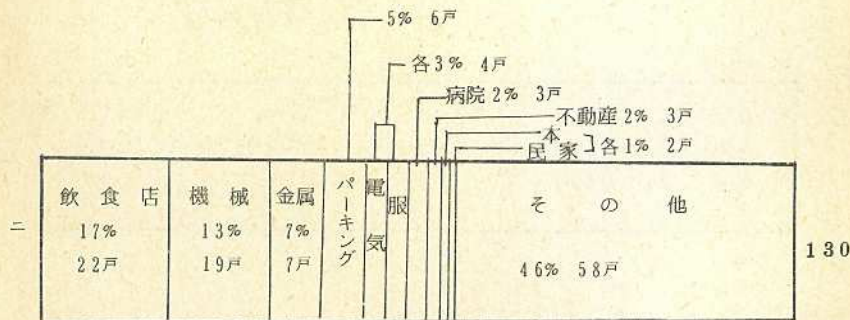 5% 6戸
各3% 4戸
病院 2% 3戸
不動産 2% 3戸
本
民家 ] 各1% 2戸
二
飲食店
17%
22戸
機械
13%
19戸
金属
7%
7戸
パーキング
電気
服
その他
46% 58戸
130